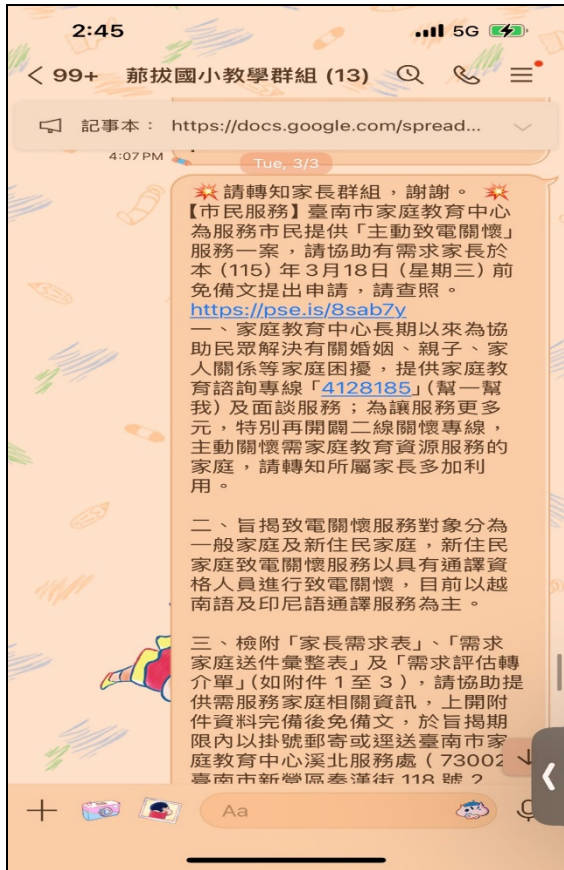 2:45
5G
99+ 蔴拔國小教學群組 (13)
記事本: https://docs.google.com/spread...
4:07 PM
Tue, 3/3
💥請轉知家長群組，謝謝。 💥
【市民服務】臺南市家庭教育中心
為服務市民提供「主動致電關懷」
服務一案，請協助有需求家長於
本 (115) 年 3 月 18 日 (星期三) 前
免備文提出申請，請查照。
https://pse.is/8sab7y
一、家庭教育中心長期以來為協
助民眾解決有關婚姻、親子、家
人關係等家庭困擾，提供家庭教
育諮詢專線「4128185」(幫一幫
我) 及面談服務；為讓服務更多
元，特別再開闢二線關懷專線，
主動關懷需家庭教育資源服務的
家庭，請轉知所屬家長多加利
用。
二、旨揭致電關懷服務對象分為
一般家庭及新住民家庭，新住民
家庭致電關懷服務以具有通譯資
格人員進行致電關懷，目前以越
南語及印尼語通譯服務為主。
三、檢附「家長需求表」、「需求
家庭送件彙整表」及「需求評估轉
介單」(如附件 1 至 3 )，請協助提
供需服務家庭相關資訊，上開附
件資料完備後免備文，於旨揭期
限內以掛號郵寄或逕送臺南市家
庭教育中心溪北服務處 ( 73002
臺南市新營區秦漢街 118 號 2
Aa